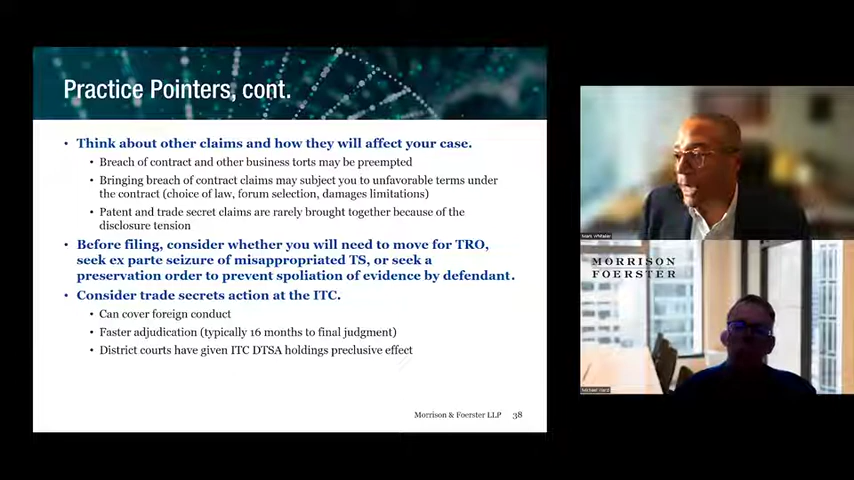 Practice Pointers, cont.
• Think about other claims and how they will affect your case.
• Breach of contract and other business torts may be preempted
• Bringing breach of contract claims may subject you to unfavorable terms under
the contract (choice of law, forum selection, damages limitations)
• Patent and trade secret claims are rarely brought together because of the
disclosure tension
• Before filing, consider whether you will need to move for TRO,
seek ex parte seizure of misappropriated TS, or seek a
preservation order to prevent spoliation of evidence by defendant.
• Consider trade secrets action at the ITC.
• Can cover foreign conduct
• Faster adjudication (typically 16 months to final judgment)
• District courts have given ITC DTSA holdings preclusive effect
Morrison & Foerster LLP 38
Mark Whitaker
MORRISON
FOERSTER